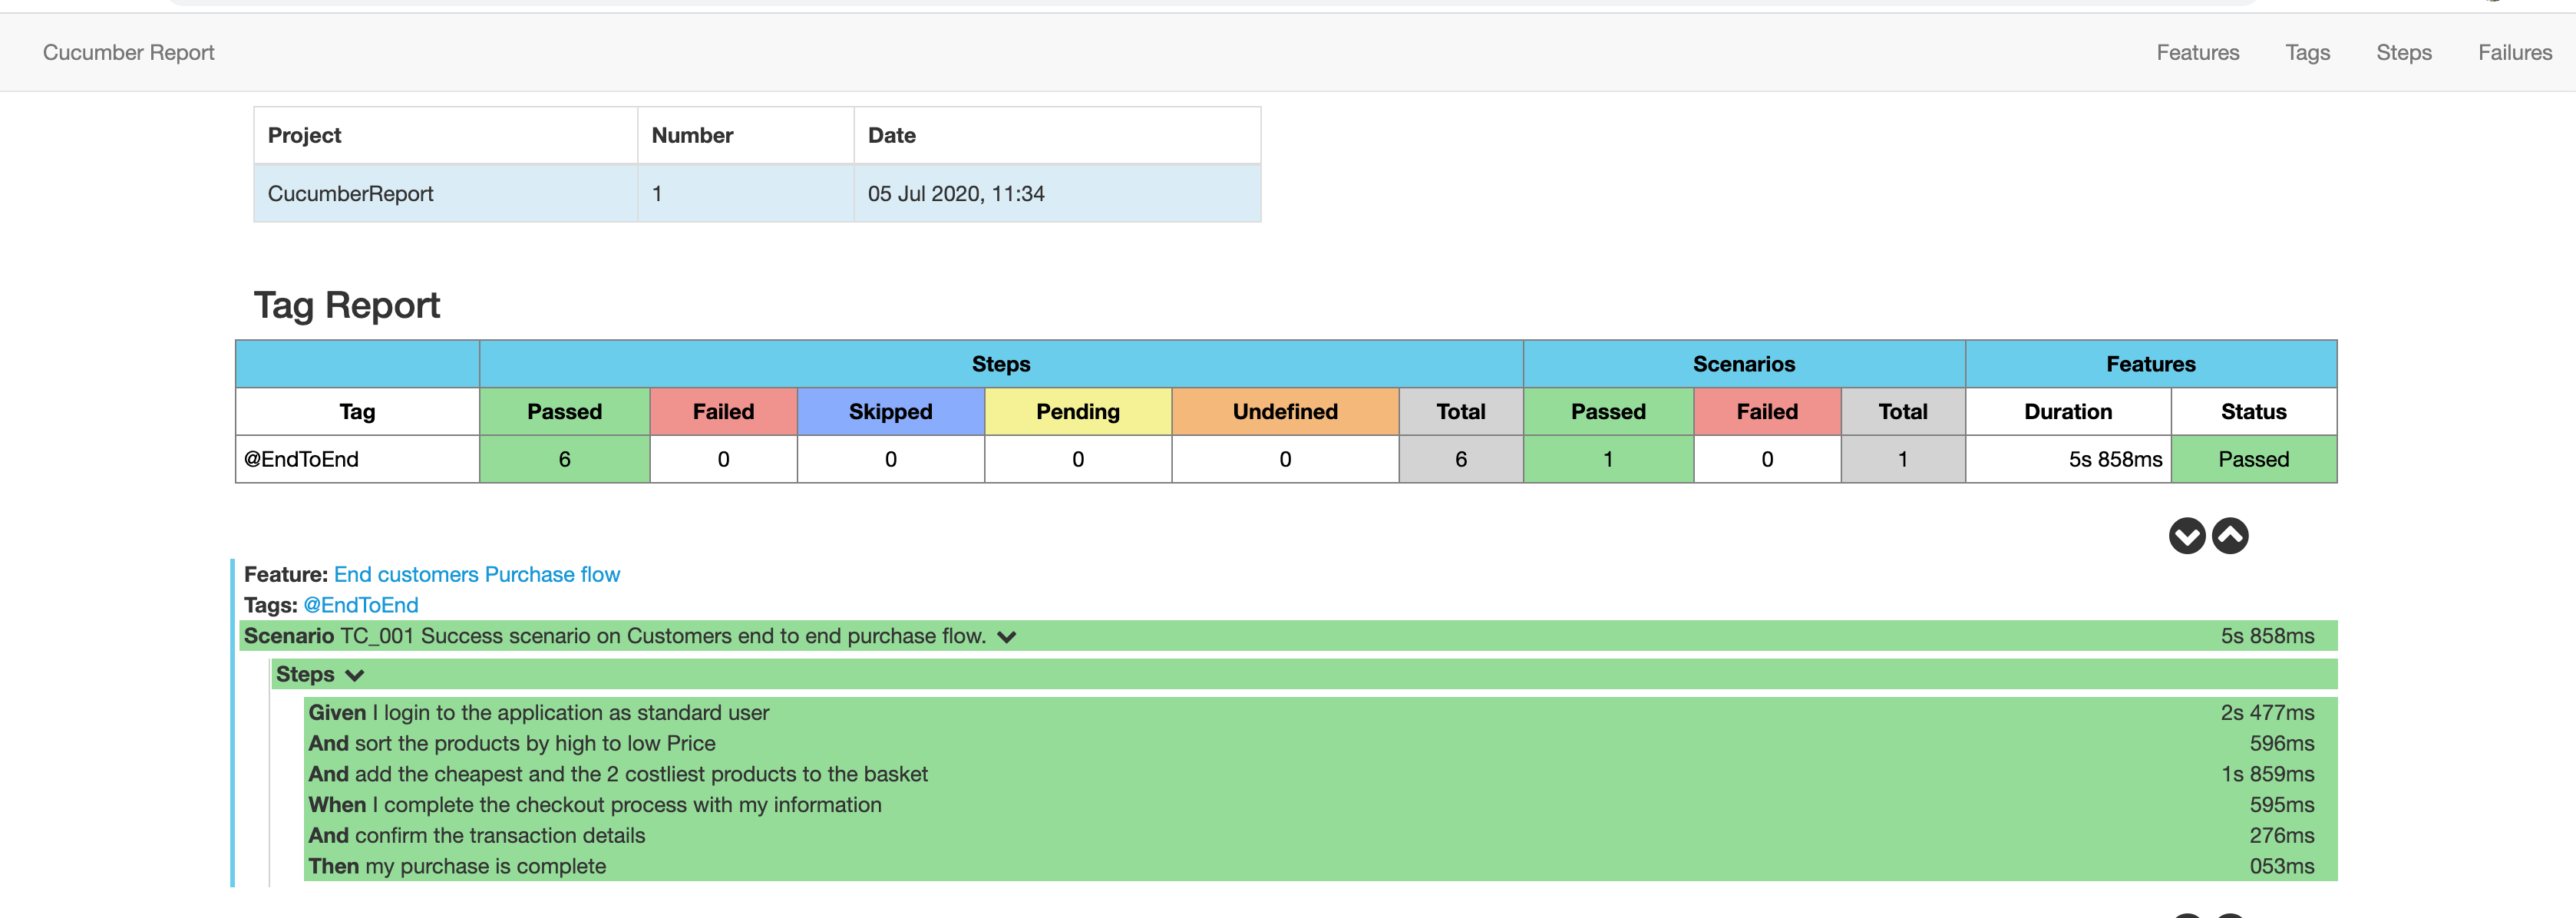 Cucumber Report Features Tags Steps Failures
Project Number Date
CucumberReport 1 05 Jul 2020, 11:34
Tag Report
Steps Scenarios Features
Tag Passed Failed Skipped Pending Undefined Total Passed Failed Total Duration Status
@EndToEnd 6 0 0 0 0 6 1 0 1 5s 858ms Passed
Feature: End customers Purchase flow
Tags: @EndToEnd
Scenario TC_001 Success scenario on Customers end to end purchase flow. 5s 858ms
Steps
Given I login to the application as standard user 2s 477ms
And sort the products by high to low Price 596ms
And add the cheapest and the 2 costliest products to the basket 1s 859ms
When I complete the checkout process with my information 595ms
And confirm the transaction details 276ms
Then my purchase is complete 053ms